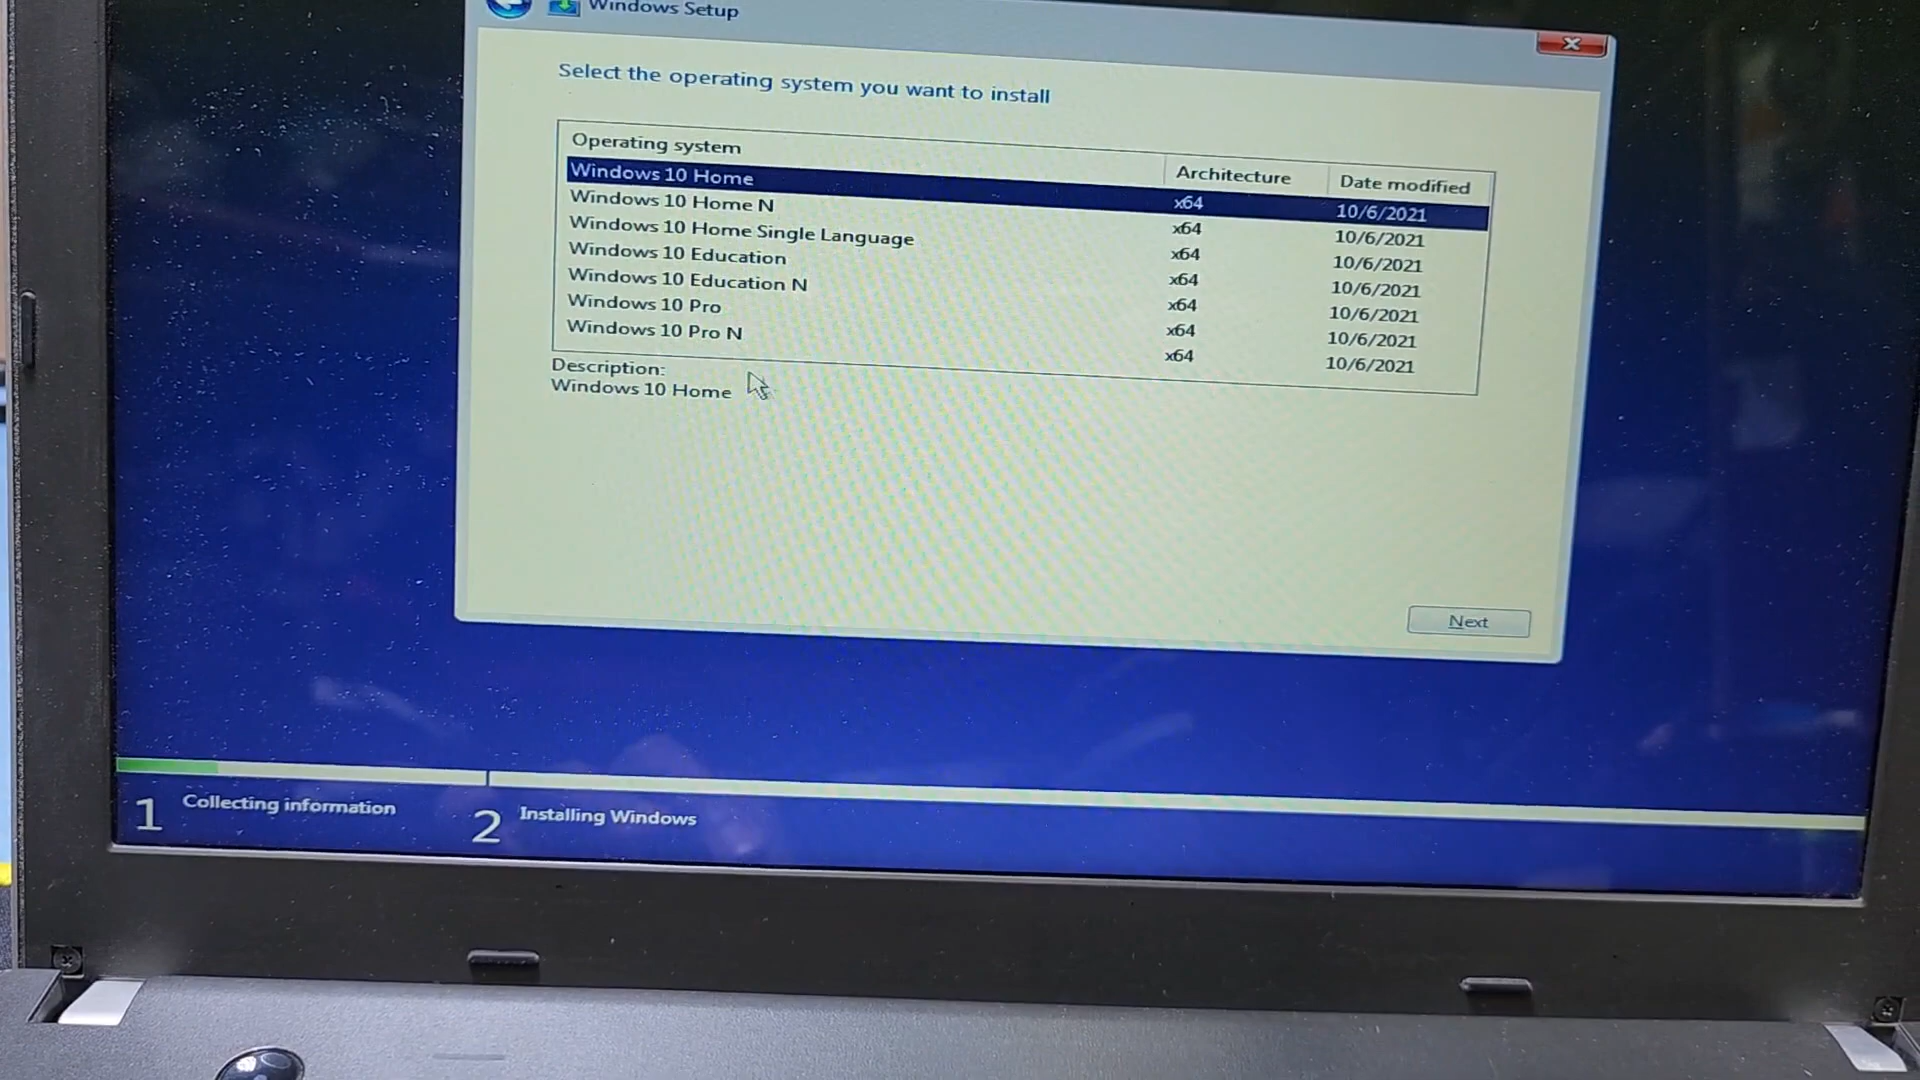 Windows Setup
Select the operating system you want to install
Operating system Architecture Date modified
Windows 10 Home x64 10/6/2021
Windows 10 Home N x64 10/6/2021
Windows 10 Home Single Language x64 10/6/2021
Windows 10 Education x64 10/6/2021
Windows 10 Education N x64 10/6/2021
Windows 10 Pro x64 10/6/2021
Windows 10 Pro N x64 10/6/2021
Description:
Windows 10 Home
Next
1 Collecting information 2 Installing Windows